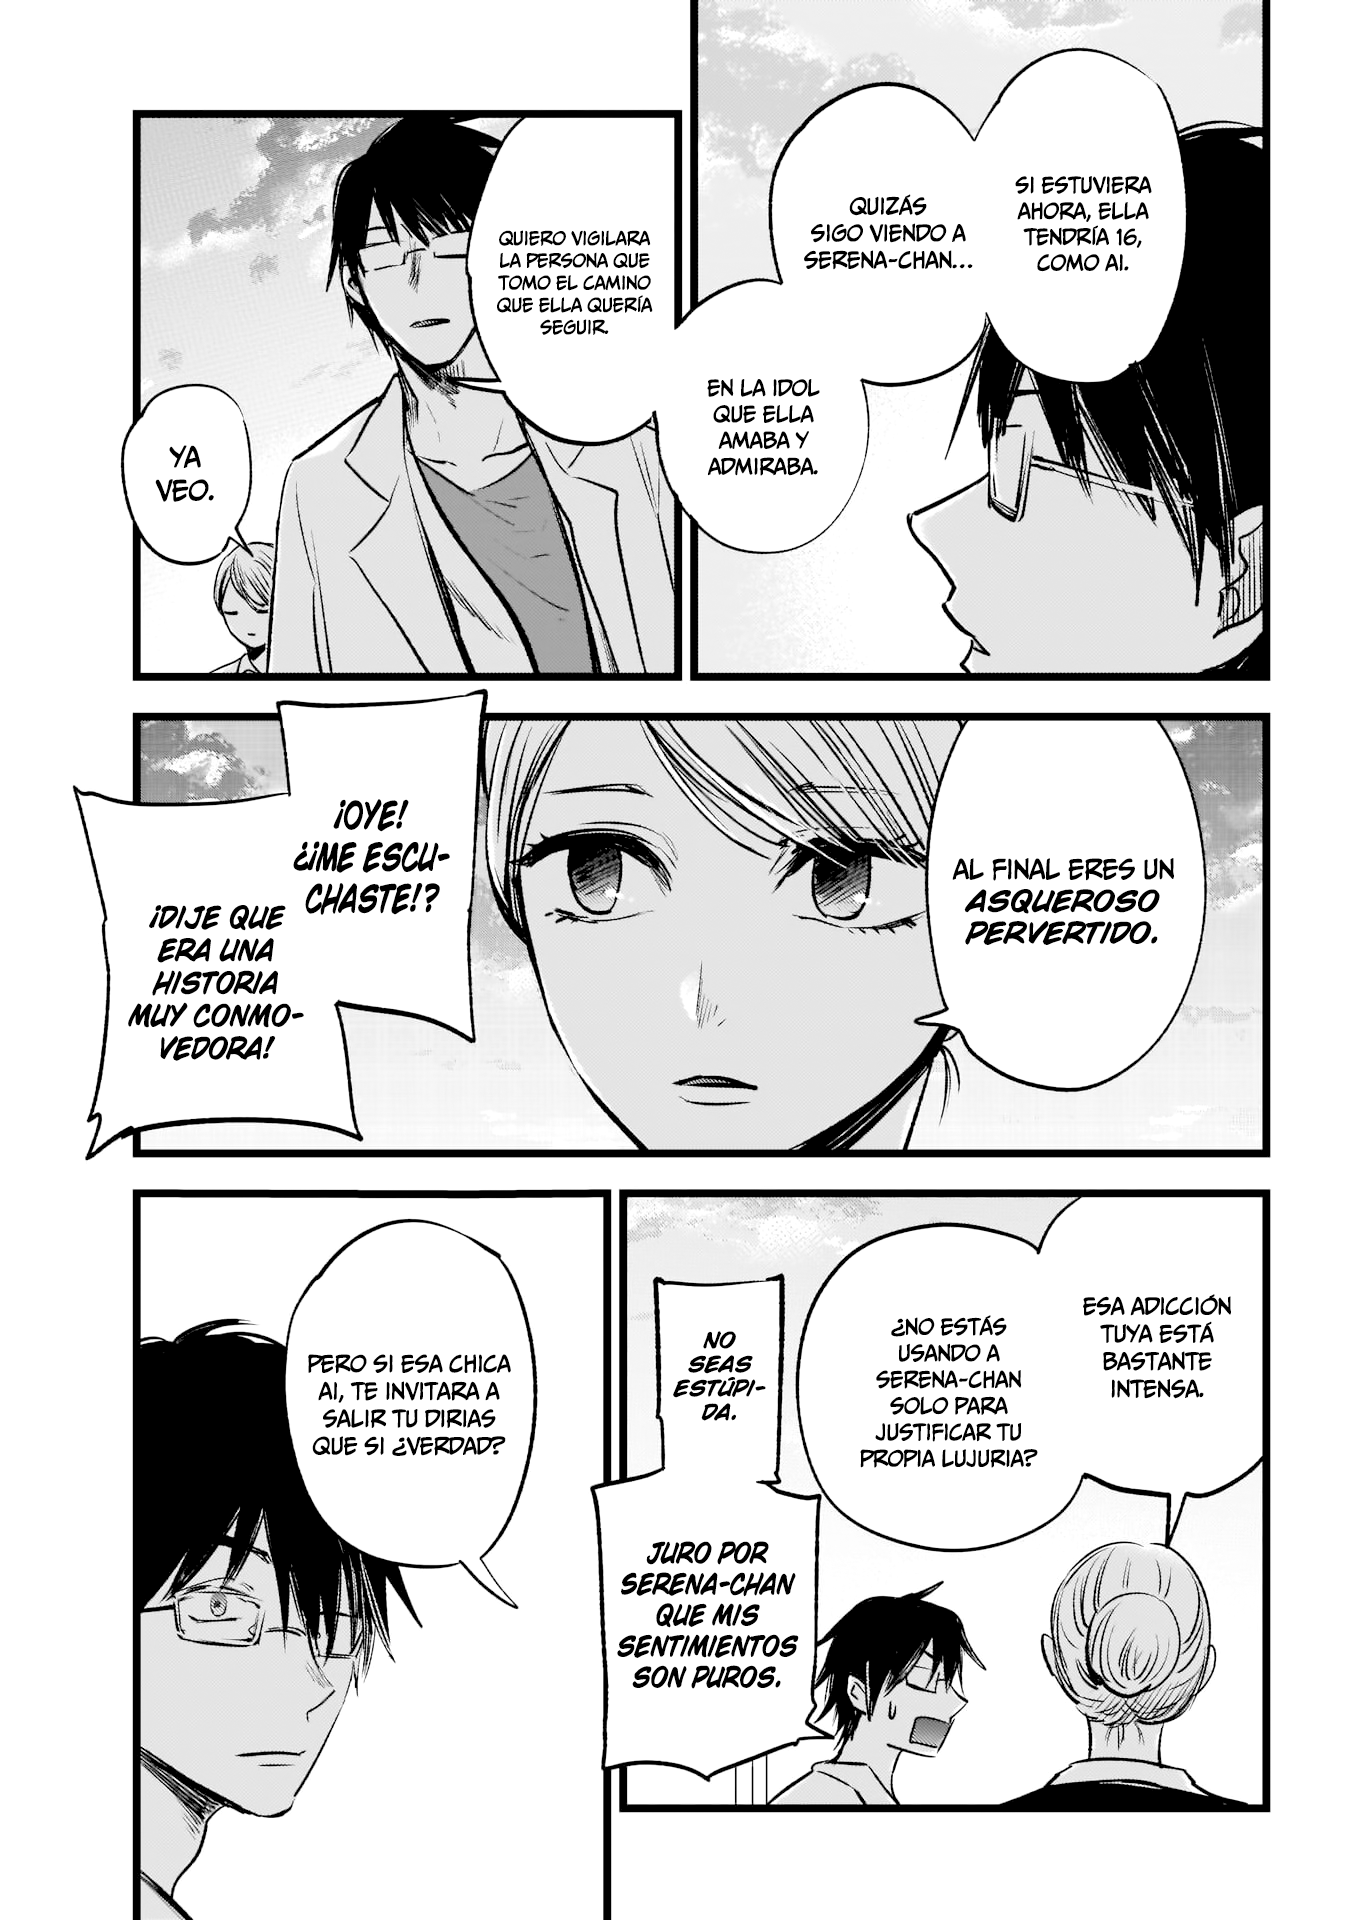 SI ESTUVIERA
AHORA, ELLA
TENDRÍA 16,
COMO AI.
QUIZÁS
SIGO VIENDO A
SERENA-CHAN...
EN LA IDOL
QUE ELLA
AMABA Y
ADMIRABA.
QUIERO VIGILARA
LA PERSONA QUE
TOMO EL CAMINO
QUE ELLA QUERÍA
SEGUIR.
YA
VEO.
AL FINAL ERES UN
ASQUEROSO
PERVERTIDO.
¡OYE!
¿¡¡ME ESCU-
CHASTE!?
¡DIJE QUE
ERA UNA
HISTORIA
MUY CONMO-
VEDORA!
ESA ADICCIÓN
TUYA ESTÁ
BASTANTE
INTENSA.
¿NO ESTÁS
USANDO A
SERENA-CHAN
SOLO PARA
JUSTIFICAR TU
PROPIA LUJURIA?
NO
SEAS
ESTÚPI-
DA.
JURO POR
SERENA-CHAN
QUE MIS
SENTIMIENTOS
SON PUROS.
PERO SI ESA CHICA
AI, TE INVITARA A
SALIR TU DIRIAS
QUE SI ¿VERDAD?